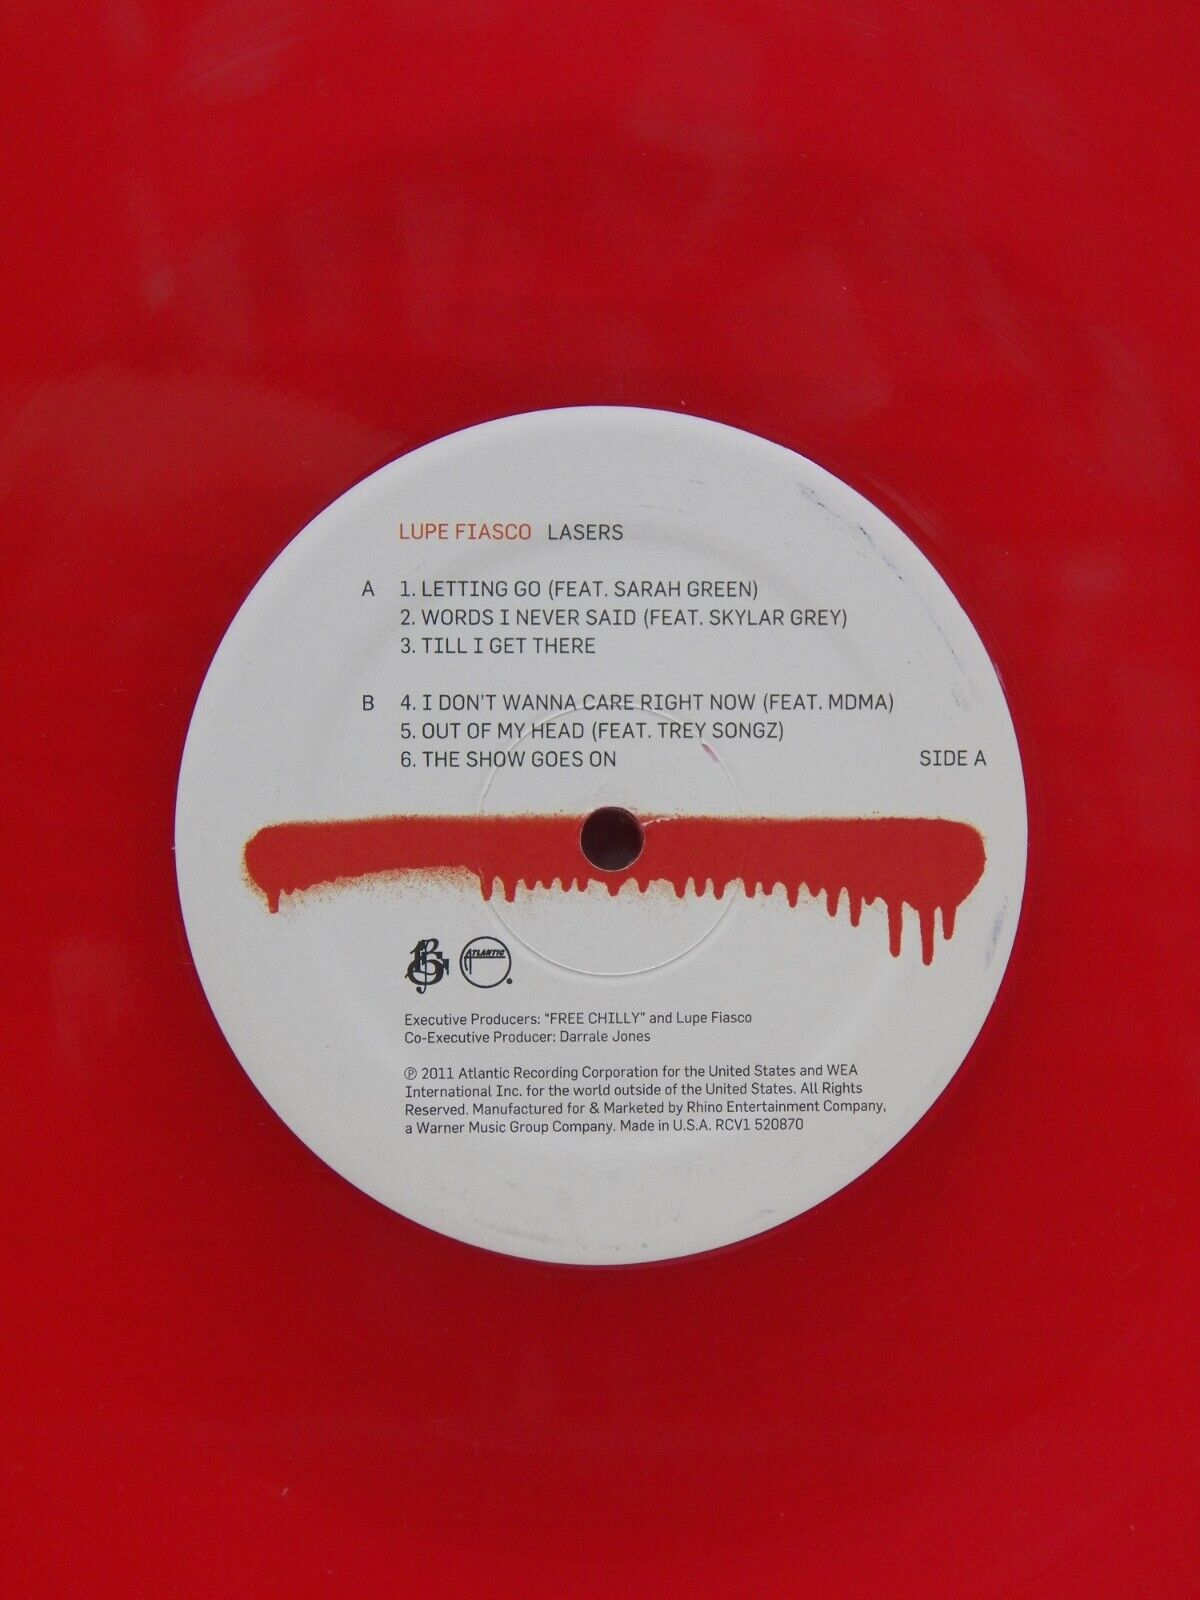 LUPE FIASCO LASERS
A 1. LETTING GO (FEAT. SARAH GREEN)
2. WORDS I NEVER SAID (FEAT. SKYLAR GREY)
3. TILL I GET THERE
B 4. I DON'T WANNA CARE RIGHT NOW (FEAT. MDMA)
5. OUT OF MY HEAD (FEAT. TREY SONGZ)
6. THE SHOW GOES ON SIDE A
ATLANTIC
Executive Producers: "FREE CHILLY" and Lupe Fiasco
Co-Executive Producer: Darrale Jones
℗ 2011 Atlantic Recording Corporation for the United States and WEA
International Inc. for the world outside of the United States. All Rights
Reserved. Manufactured for & Marketed by Rhino Entertainment Company,
a Warner Music Group Company. Made in U.S.A. RCV1 520870